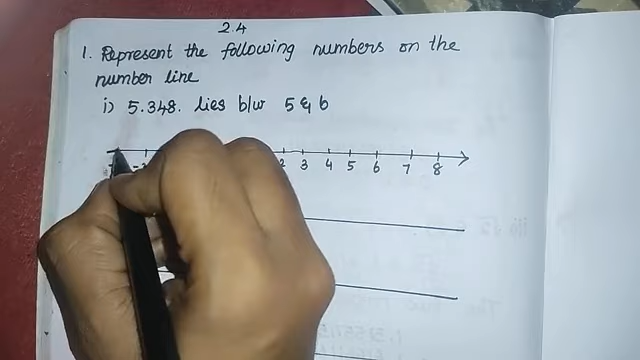 2.4
1. Represent the following numbers on the
number line
i) 5.348. lies b/w 5 & 6
2 3 4 5 6 7 8